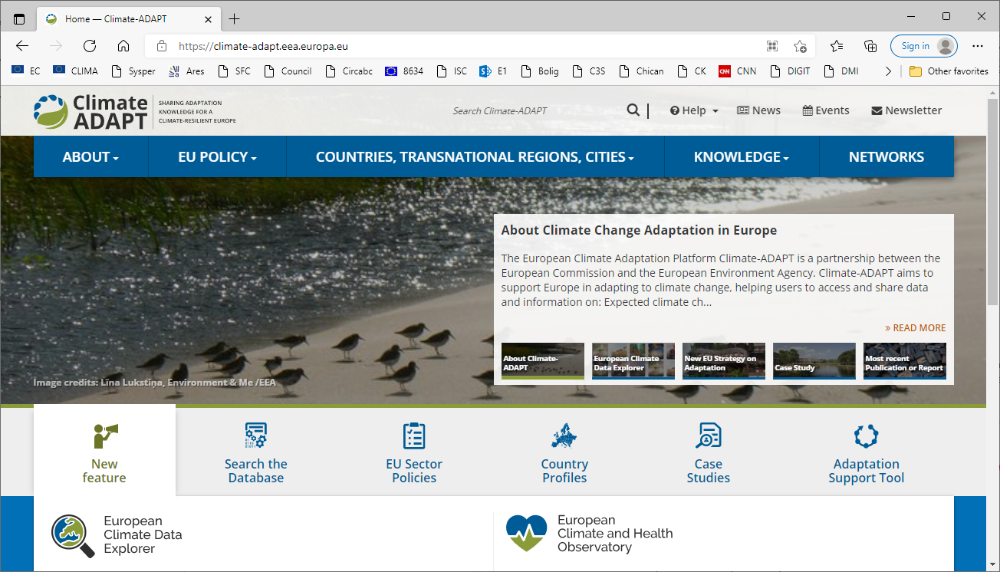 Home — Climate-ADAPT
https://climate-adapt.eea.europa.eu
Sign in
EC CLIMA Sysper Ares SFC Council Circabc 8634 ISC E1 Bolig C3S Chican CK CNN DIGIT DMI Other favorites
Climate
ADAPT
SHARING ADAPTATION
KNOWLEDGE FOR A
CLIMATE-RESILIENT EUROPE
Search Climate-ADAPT
Help News Events Newsletter
ABOUT EU POLICY COUNTRIES, TRANSNATIONAL REGIONS, CITIES KNOWLEDGE NETWORKS
About Climate Change Adaptation in Europe
The European Climate Adaptation Platform Climate-ADAPT is a partnership between the
European Commission and the European Environment Agency. Climate-ADAPT aims to
support Europe in adapting to climate change, helping users to access and share data
and information on: Expected climate ch...
» READ MORE
About Climate-
ADAPT
European Climate
Data Explorer
New EU Strategy on
Adaptation
Case Study
Most recent
Publication or Report
Image credits: Līna Lukstiņa, Environment & Me /EEA
New
feature
Search the
Database
EU Sector
Policies
Country
Profiles
Case
Studies
Adaptation
Support Tool
European
Climate Data
Explorer
European
Climate and Health
Observatory